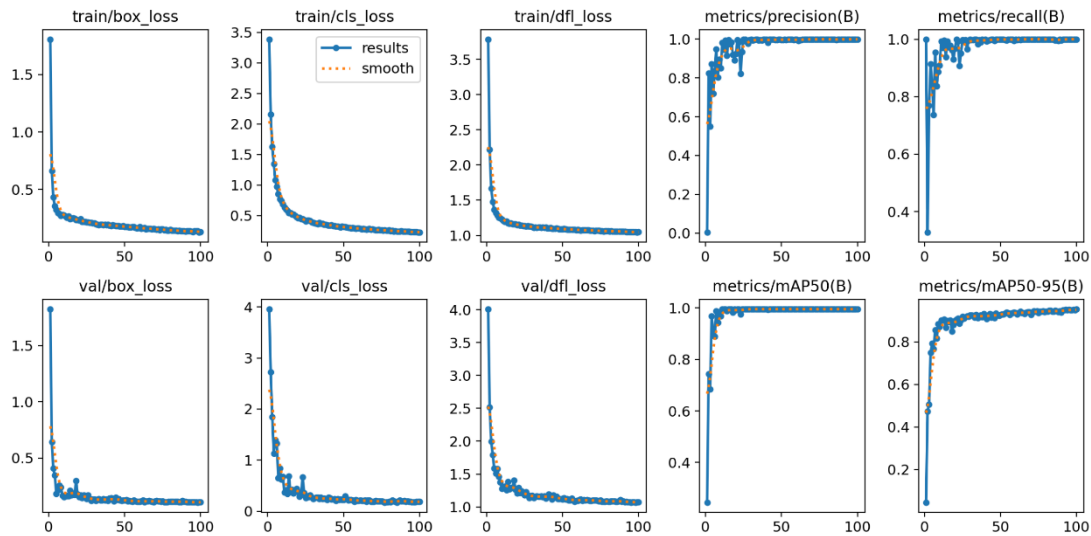 train/box_loss
train/cls_loss
train/dfl_loss
metrics/precision(B)
metrics/recall(B)
1.5
1.0
0.5
0 50 100
3.5
3.0
2.5
2.0
1.5
1.0
0.5
results
smooth
0 50 100
3.5
3.0
2.5
2.0
1.5
1.0
0 50 100
1.0
0.8
0.6
0.4
0.2
0.0
0 50 100
1.0
0.8
0.6
0.4
0 50 100
val/box_loss
val/cls_loss
val/dfl_loss
metrics/mAP50(B)
metrics/mAP50-95(B)
1.5
1.0
0.5
0 50 100
4
3
2
1
0
0 50 100
4.0
3.5
3.0
2.5
2.0
1.5
1.0
0 50 100
1.0
0.8
0.6
0.4
0 50 100
0.8
0.6
0.4
0.2
0 50 100